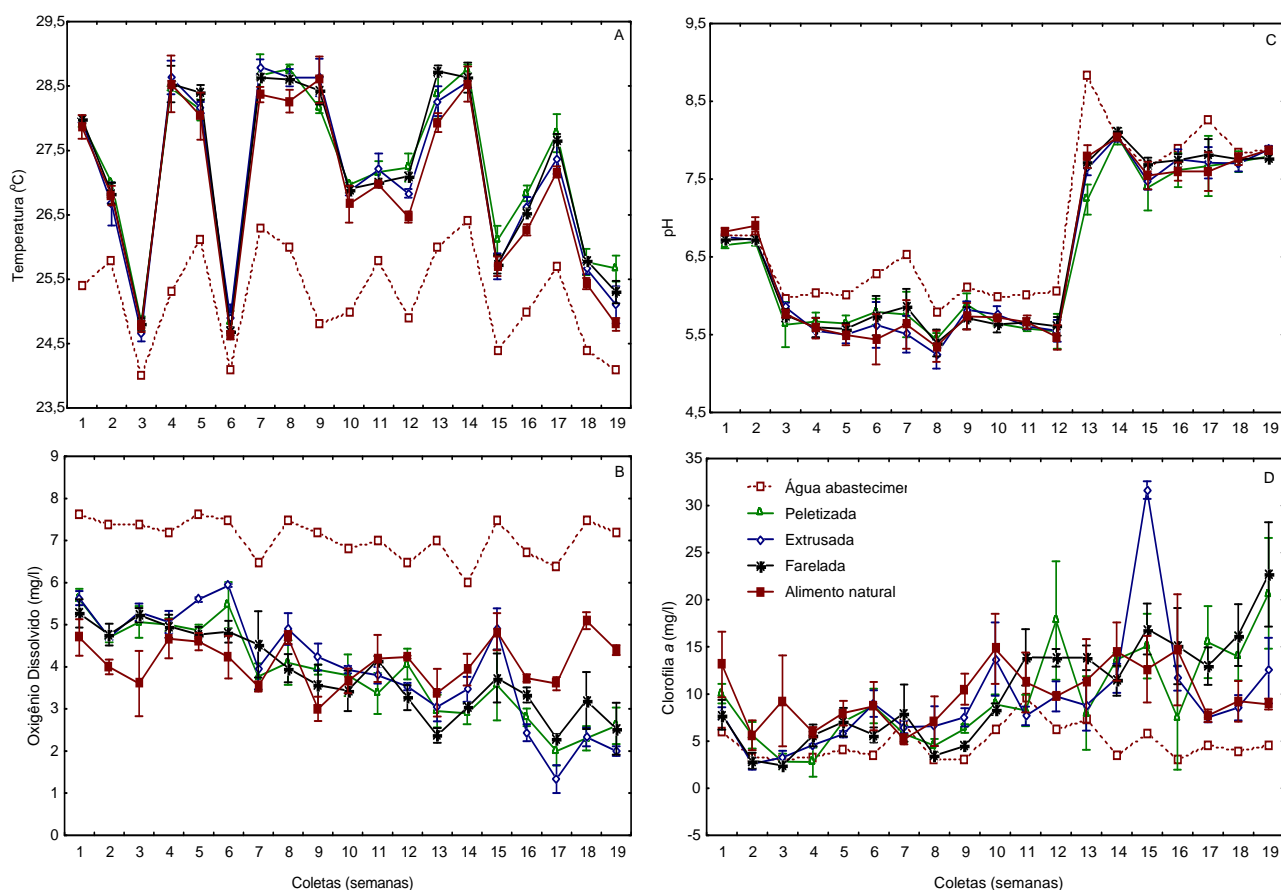 A
Temperatura (⁰C)
29,5
28,5
27,5
26,5
25,5
24,5
23,5
1 2 3 4 5 6 7 8 9 10 11 12 13 14 15 16 17 18 19
C
pH
9,5
8,5
7,5
6,5
5,5
4,5
1 2 3 4 5 6 7 8 9 10 11 12 13 14 15 16 17 18 19
B
Oxigênio Dissolvido (mg/l)
9
8
7
6
5
4
3
2
1
0
1 2 3 4 5 6 7 8 9 10 11 12 13 14 15 16 17 18 19
Coletas (semanas)
D
Clorofila a (mg/l)
35
30
25
20
15
10
5
0
-5
Água abastecimer
Peletizada
Extrusada
Farelada
Alimento natural
1 2 3 4 5 6 7 8 9 10 11 12 13 14 15 16 17 18 19
Coletas (semanas)